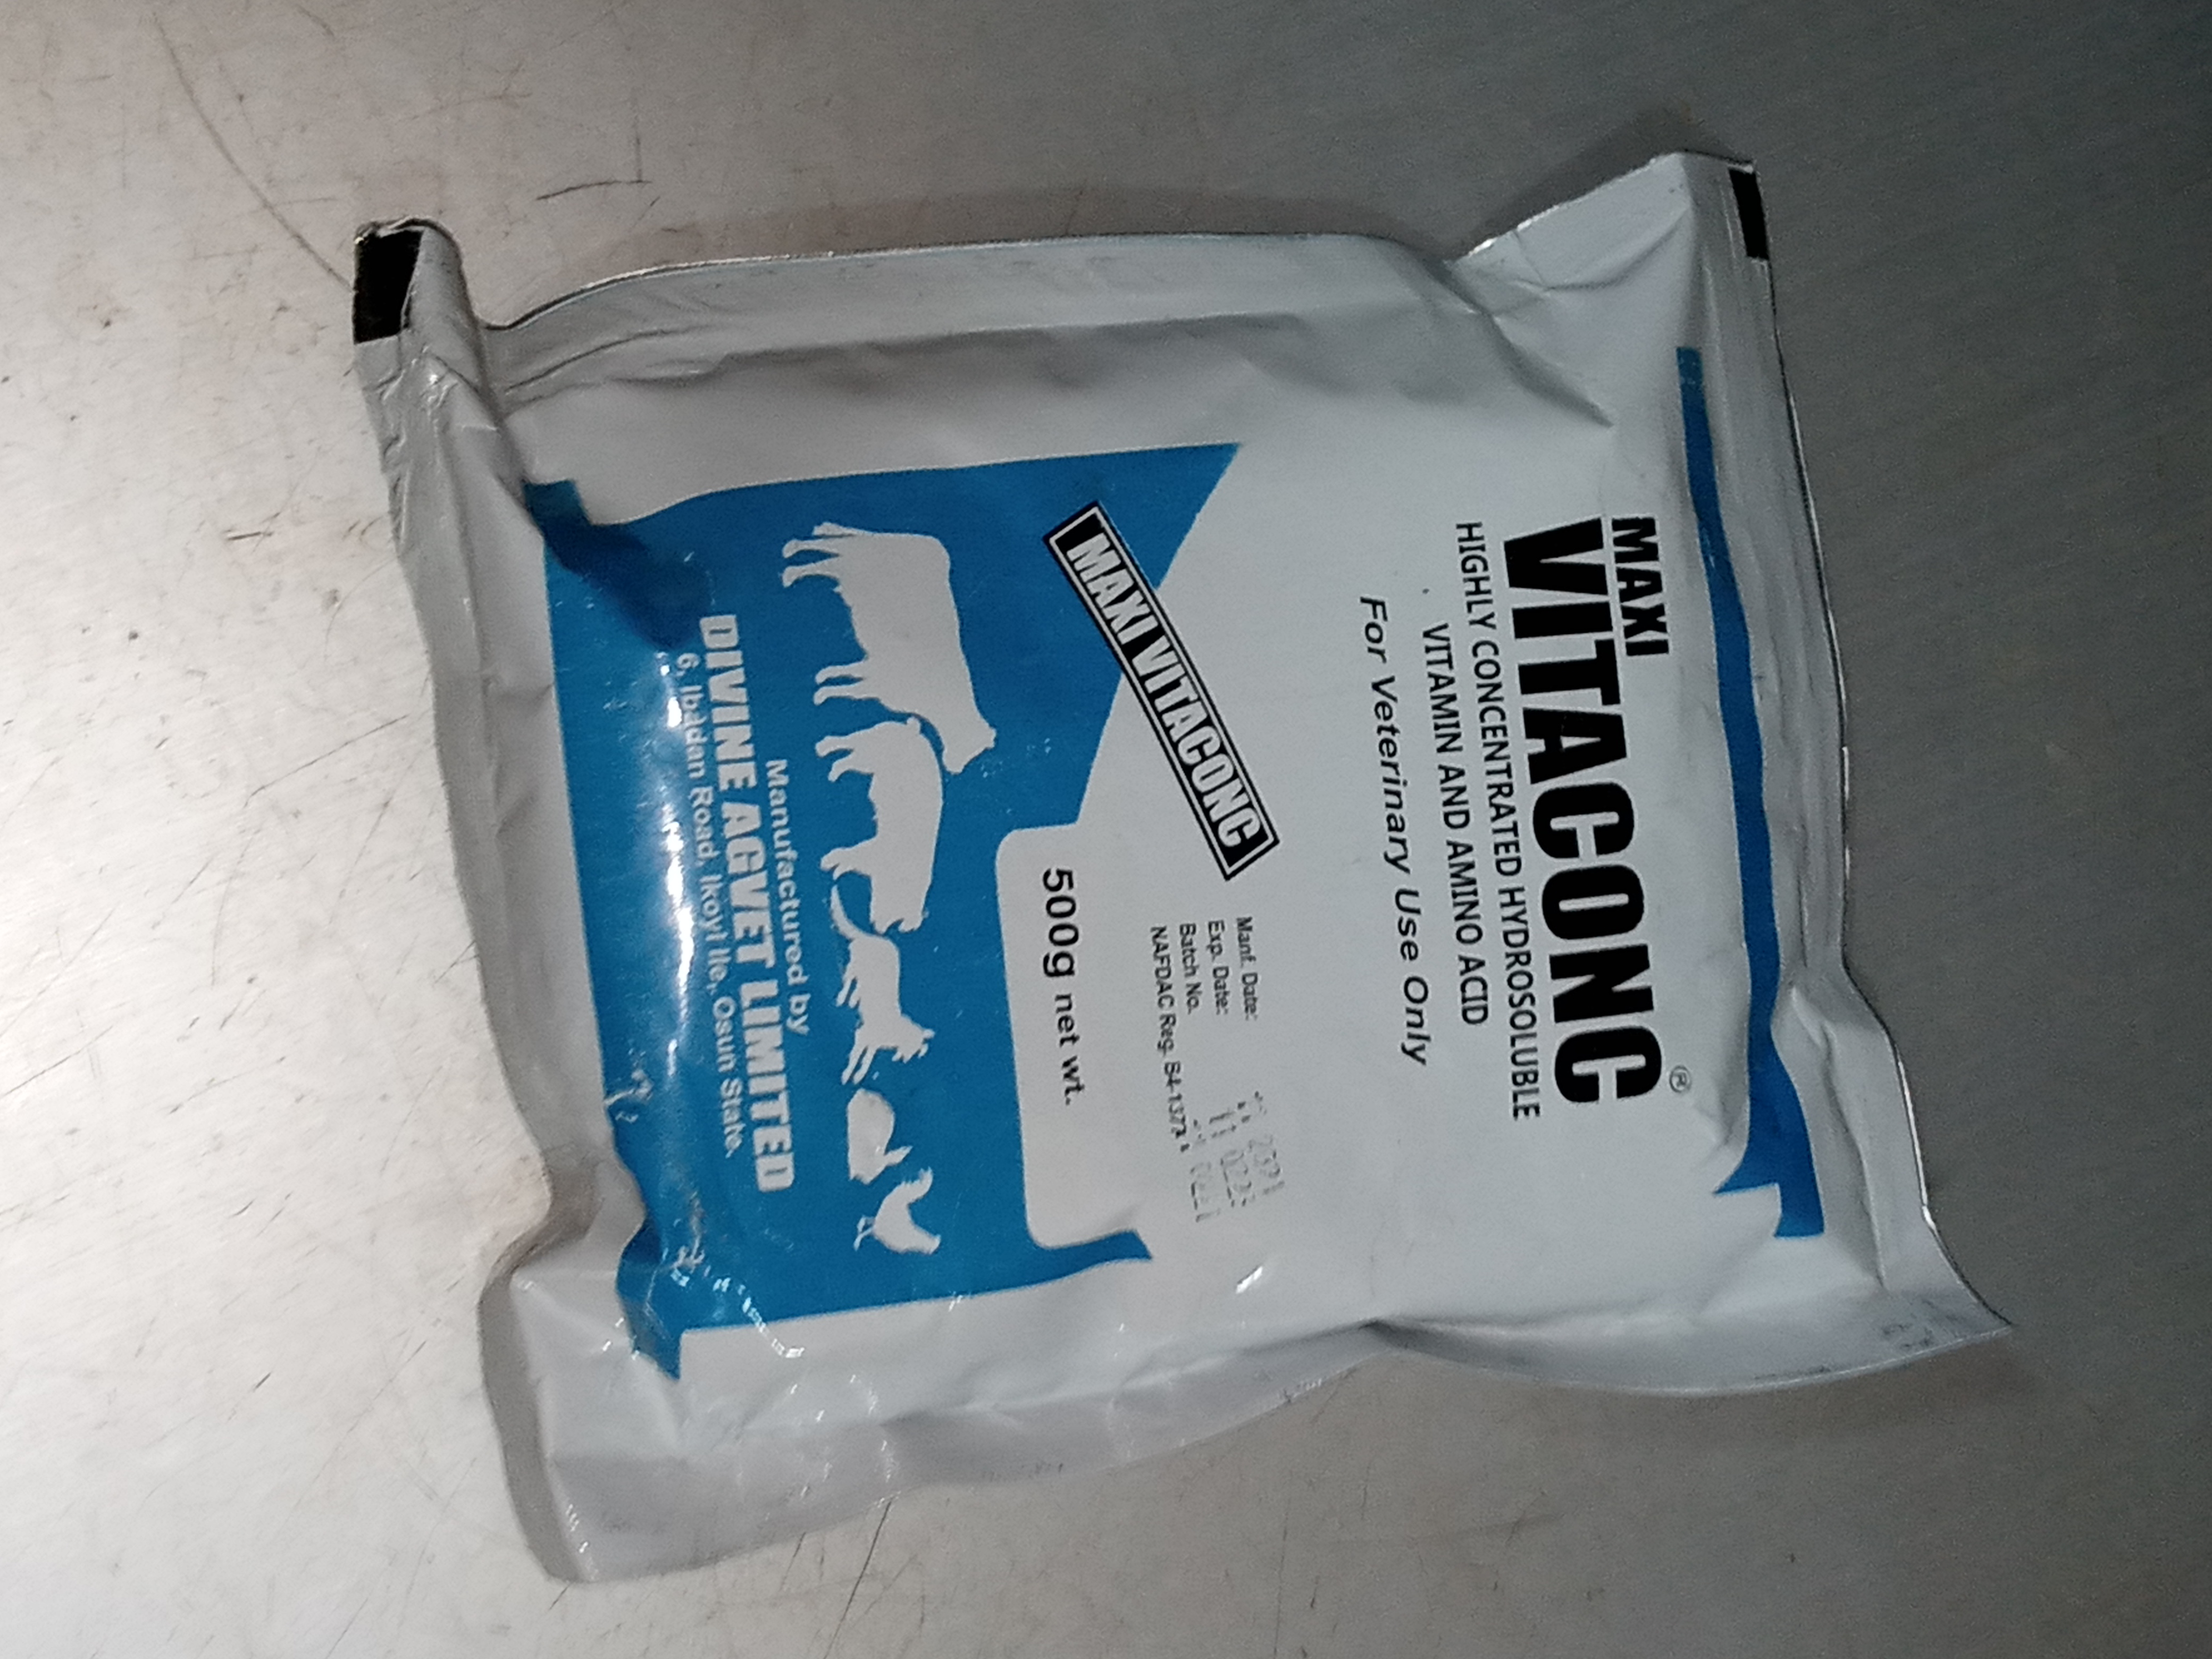 MAXI
VITACONC ®
HIGHLY CONCENTRATED HYDROSOLUBLE
VITAMIN AND AMINO ACID
For Veterinary Use Only
MAXI VITACONC
Manf. Date:
Exp. Date:
Batch No.
NAFDAC Reg.
500g net wt.
Manufactured by
DIVINE AGVET LIMITED
6, Ibadan Road, Ikoyi Ile, Osun State.